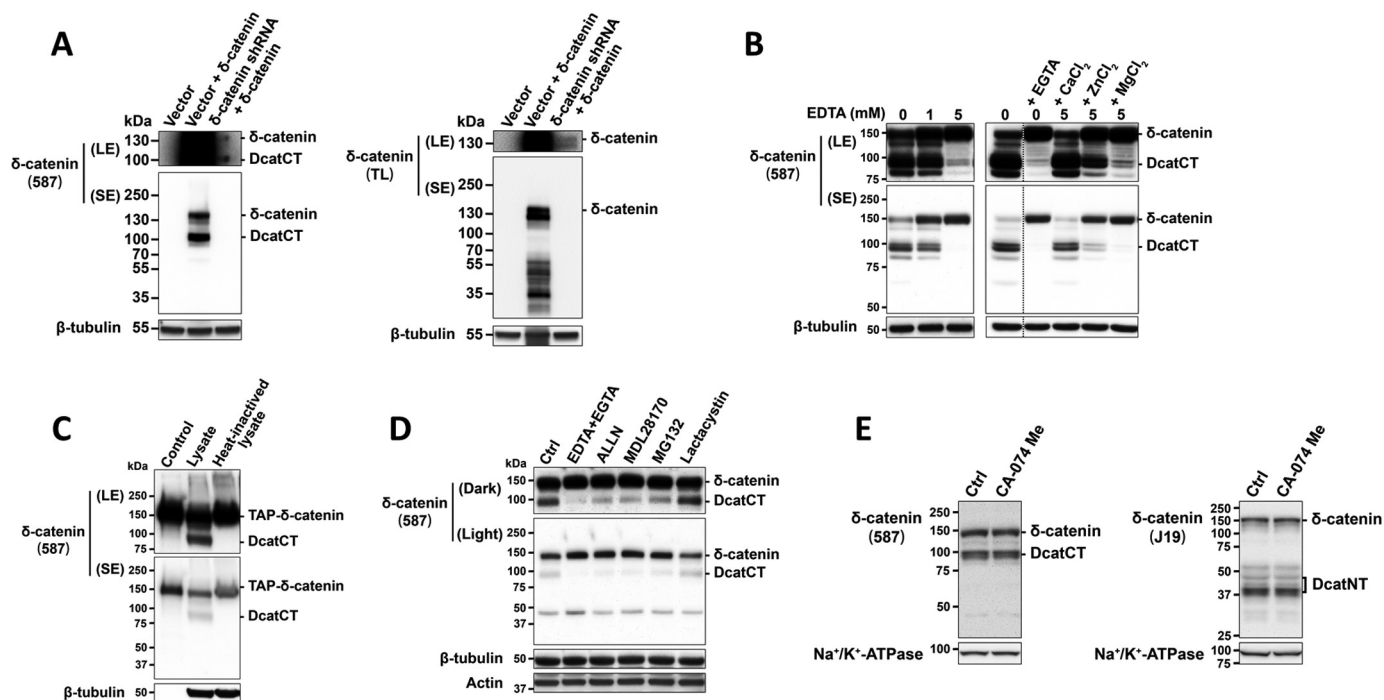 A
Vector
Vector + δ-catenin
δ-catenin shRNA
+ δ-catenin
kDa
130
100
(LE)
δ-catenin
(587)
(SE)
250
130
100
70
55
35
δ-catenin
DcatCT
δ-catenin
DcatCT
β-tubulin
55
Vector
Vector + δ-catenin
δ-catenin shRNA
+ δ-catenin
kDa
130
(LE)
δ-catenin
(TL)
(SE)
250
130
100
70
55
35
δ-catenin
δ-catenin
55
B
EDTA (mM)
0 1 5
0 0 5 5 5
+ EGTA
+ CaCl2
+ ZnCl2
+ MgCl2
150
(LE)
100
75
δ-catenin
(587)
(SE)
150
100
75
50
δ-catenin
DcatCT
δ-catenin
DcatCT
β-tubulin
50
C
Control
Lysate
Heat-inactived
lysate
kDa
(LE)
250
150
100
75
δ-catenin
(587)
(SE)
250
150
100
75
50
37
TAP-δ-catenin
DcatCT
TAP-δ-catenin
DcatCT
β-tubulin
50
D
Ctrl
EDTA+EGTA
ALLN
MDL28170
MG132
Lactacystin
kDa
150
(Dark)
100
δ-catenin
(587)
(Light)
250
150
100
75
50
37
δ-catenin
DcatCT
δ-catenin
DcatCT
β-tubulin
50
Actin
37
E
Ctrl
CA-074 Me
δ-catenin
(587)
250
150
100
75
50
δ-catenin
DcatCT
Na+/K+-ATPase
100
Ctrl
CA-074 Me
δ-catenin
(J19)
250
150
100
75
50
37
25
δ-catenin
DcatNT
Na+/K+-ATPase
100
75